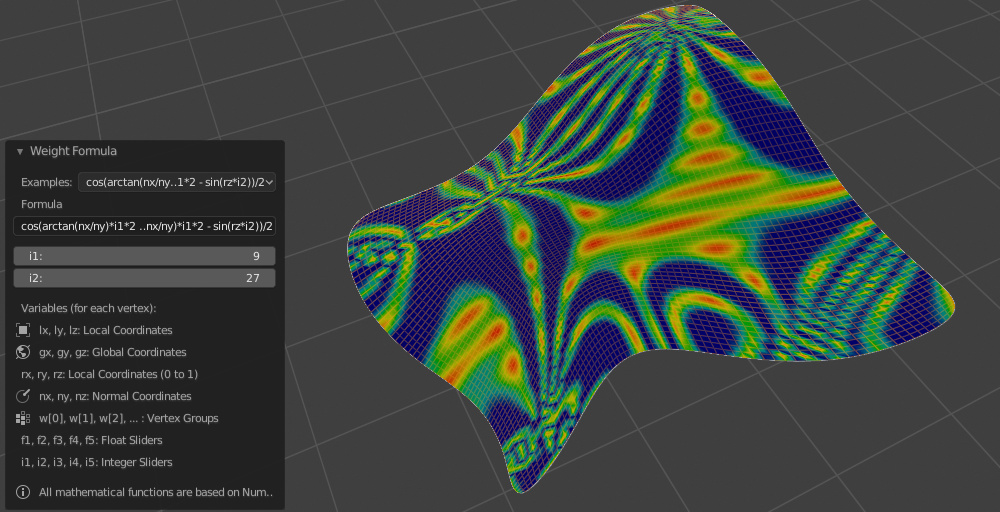 Weight Formula
Examples: cos(arctan(nx/ny..1*2 - sin(rz*i2))/2
Formula
cos(arctan(nx/ny)*i1*2 ..nx/ny)*i1*2 - sin(rz*i2))/2
i1: 9
i2: 27
Variables (for each vertex):
lx, ly, lz: Local Coordinates
gx, gy, gz: Global Coordinates
rx, ry, rz: Local Coordinates (0 to 1)
nx, ny, nz: Normal Coordinates
w[0], w[1], w[2], ... : Vertex Groups
f1, f2, f3, f4, f5: Float Sliders
i1, i2, i3, i4, i5: Integer Sliders
All mathematical functions are based on Num..